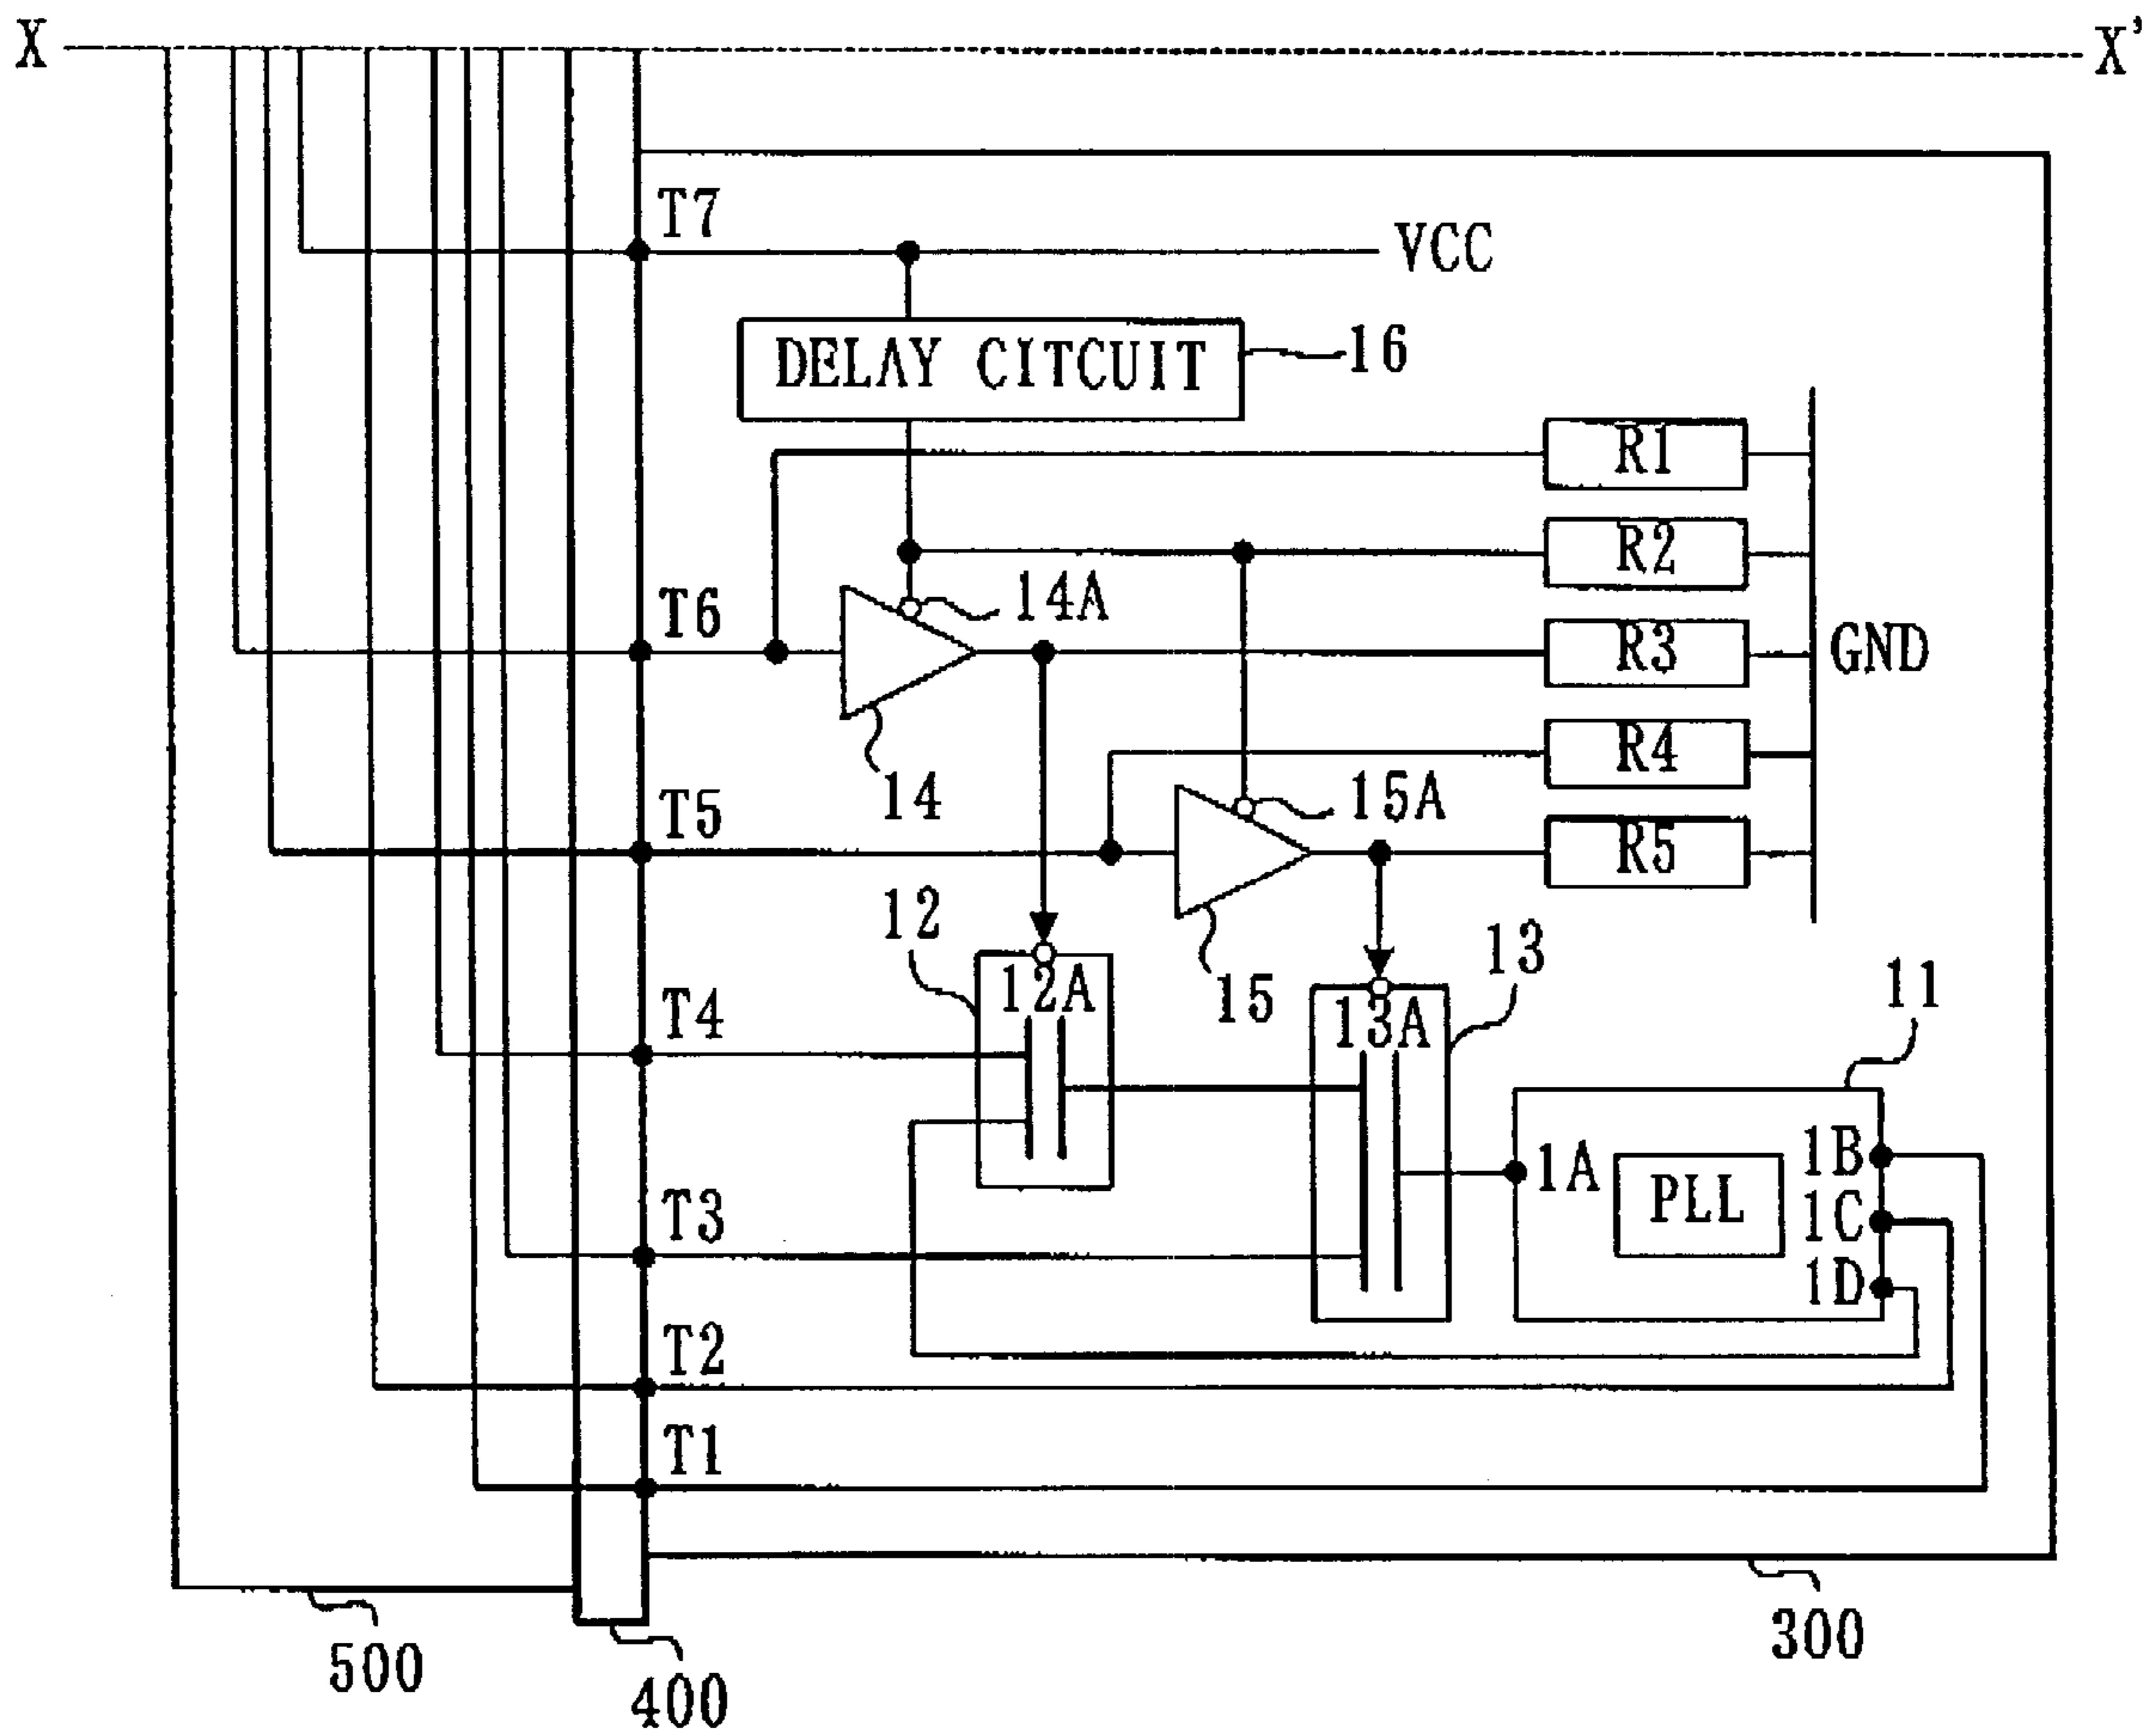 X X'
T7
VCC
DELAY CITCUIT
16
R1
R2
14A
T6
R3
GND
14
R4
T5
15A
R5
12
13
15
12A
11
T4
13A
1B
1A
PLL
1C
T3
1D
T2
T1
300
500
400